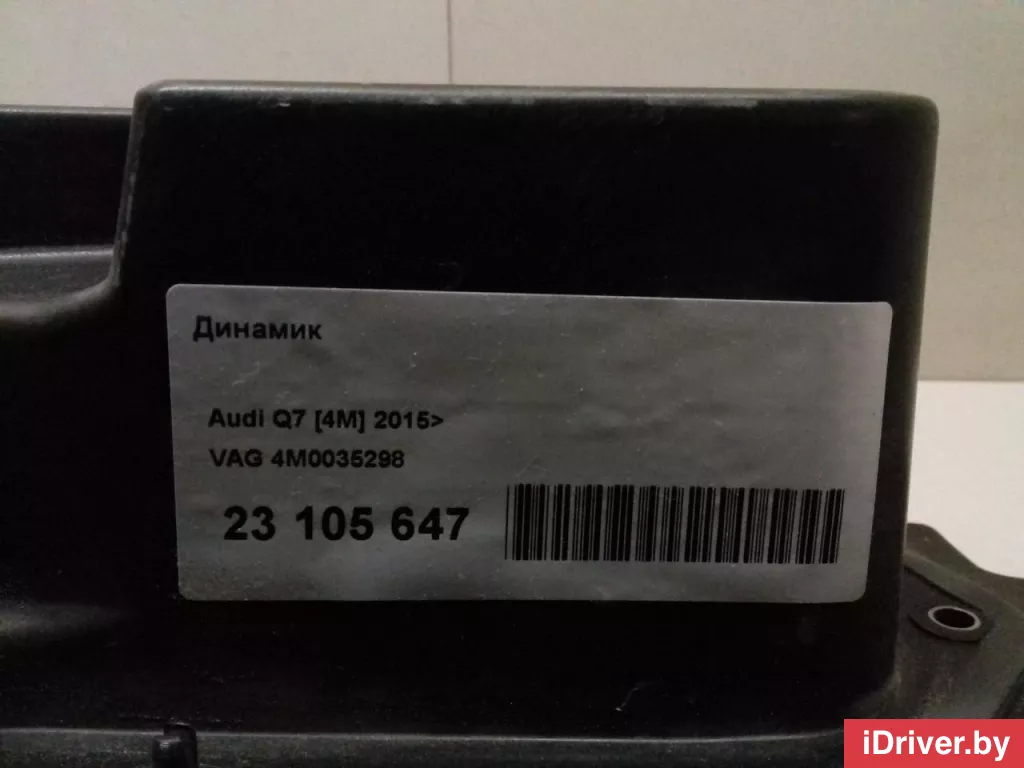 Динамик
Audi Q7 [4M] 2015>
VAG 4M0035298
23 105 647
iDriver.by